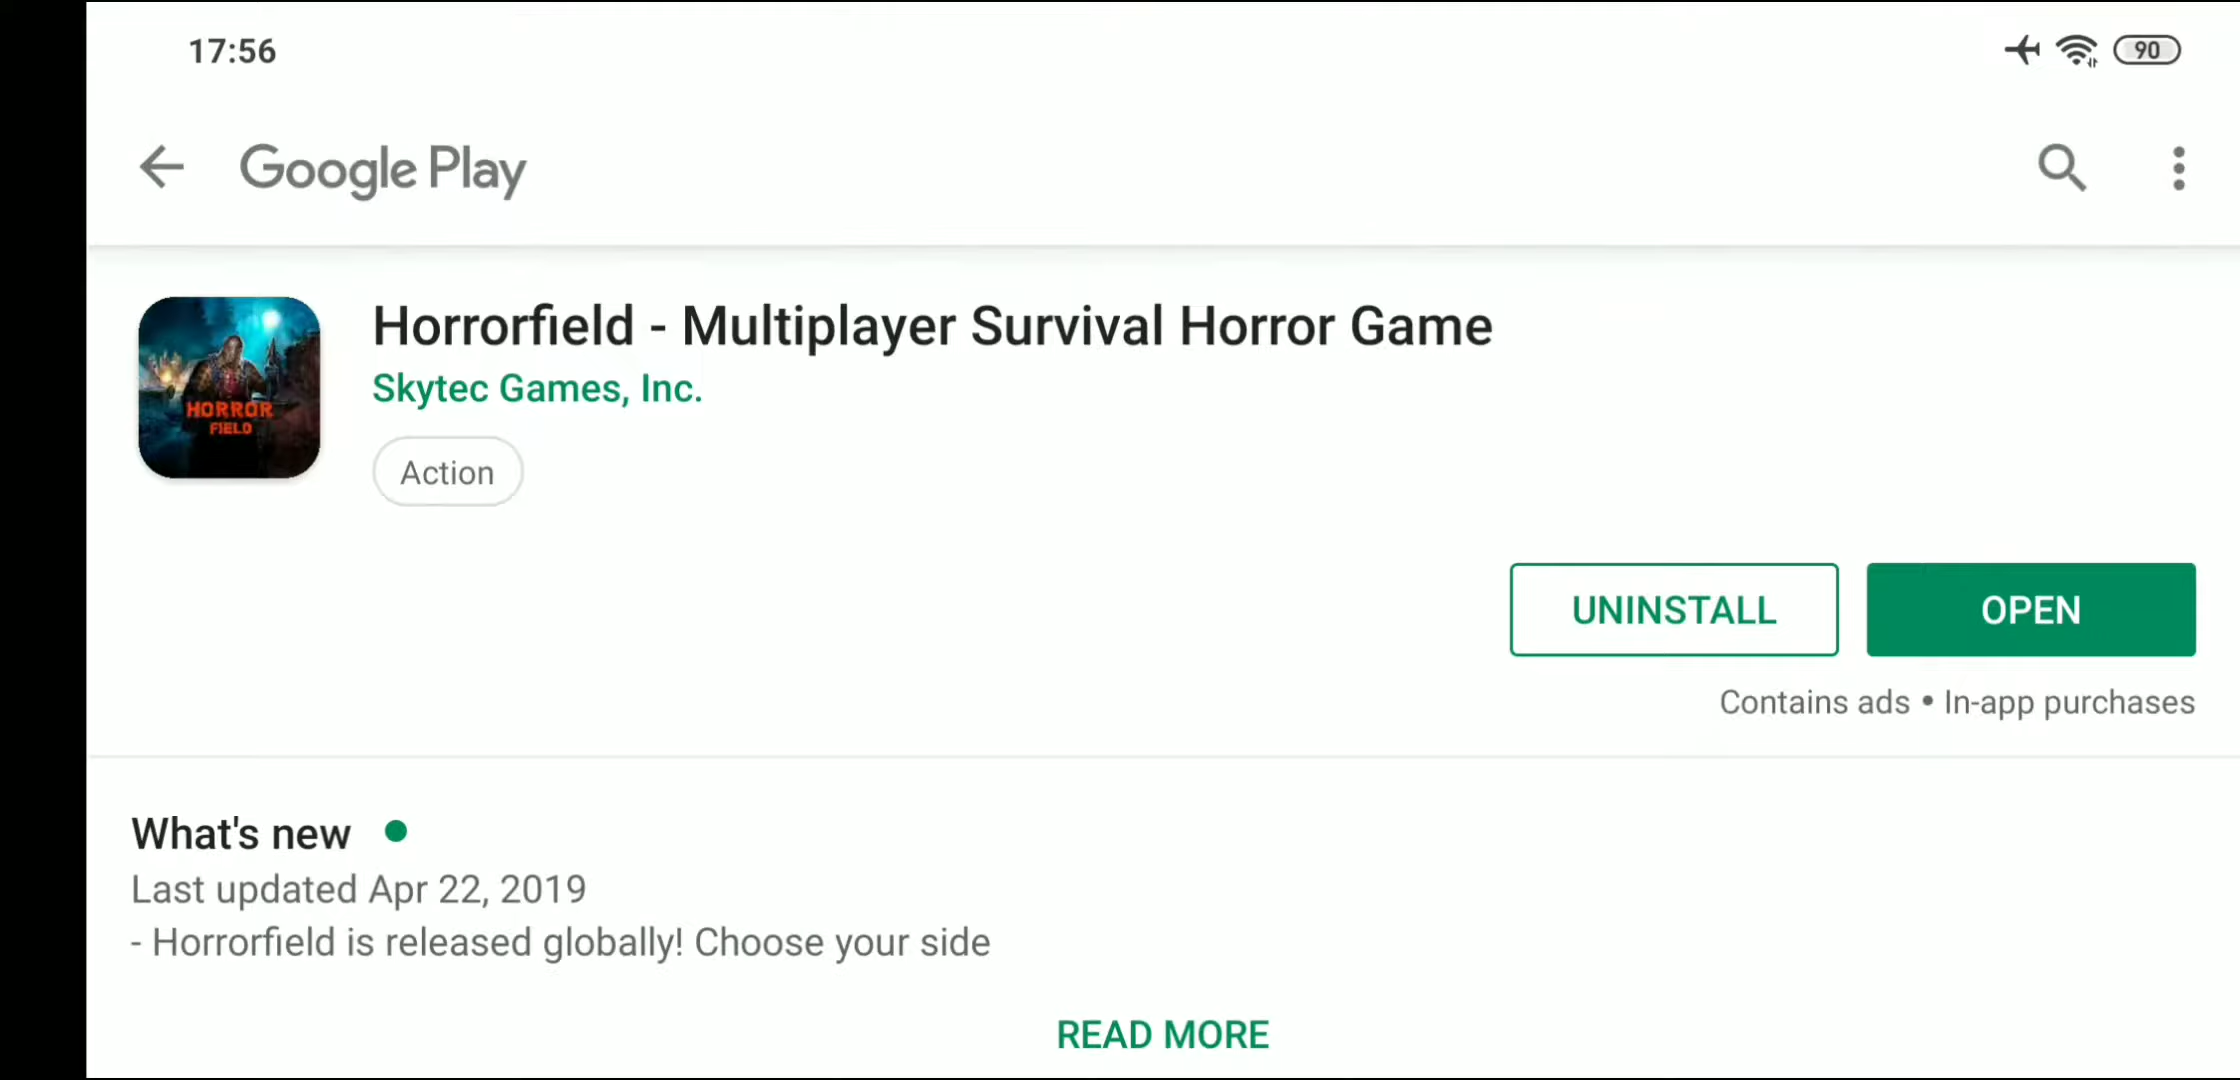 17:56
90
Google Play
Horrorfield - Multiplayer Survival Horror Game
Skytec Games, Inc.
HORROR
FIELD
Action
UNINSTALL
OPEN
Contains ads • In-app purchases
What's new
Last updated Apr 22, 2019
- Horrorfield is released globally! Choose your side
READ MORE